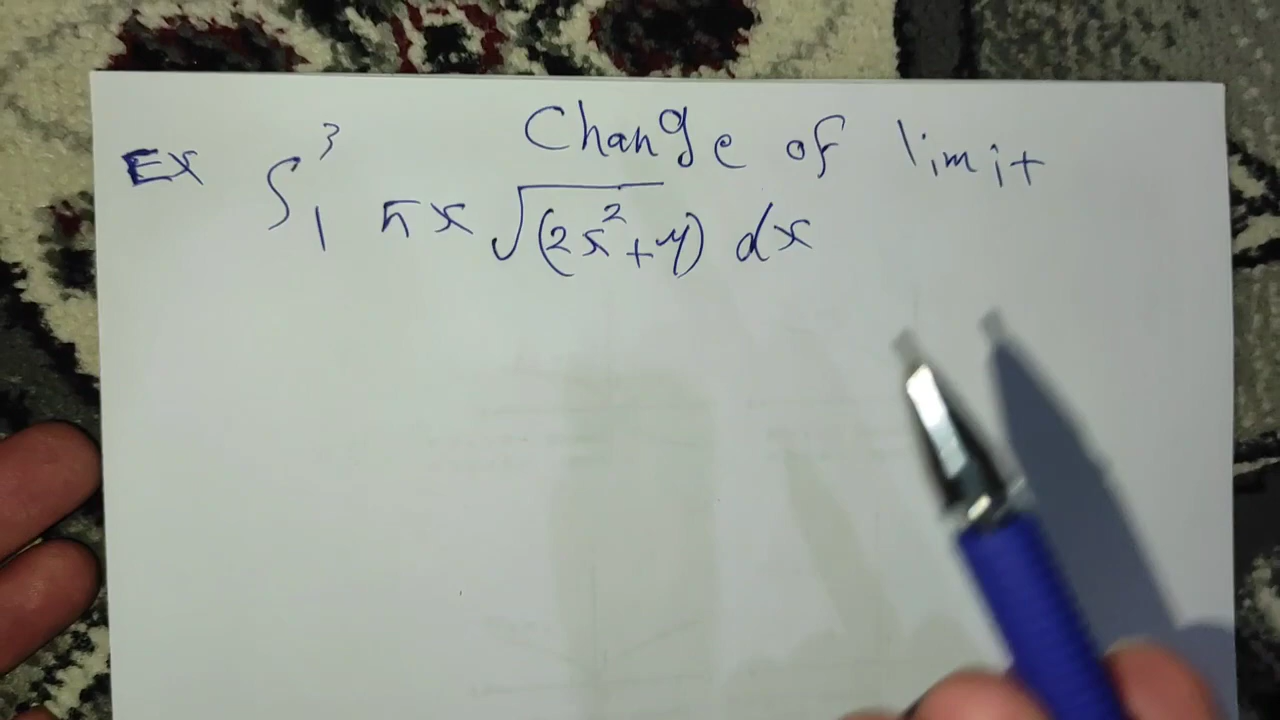 Change of limit
Ex ∫₁³ 5x √(2x²+4) dx